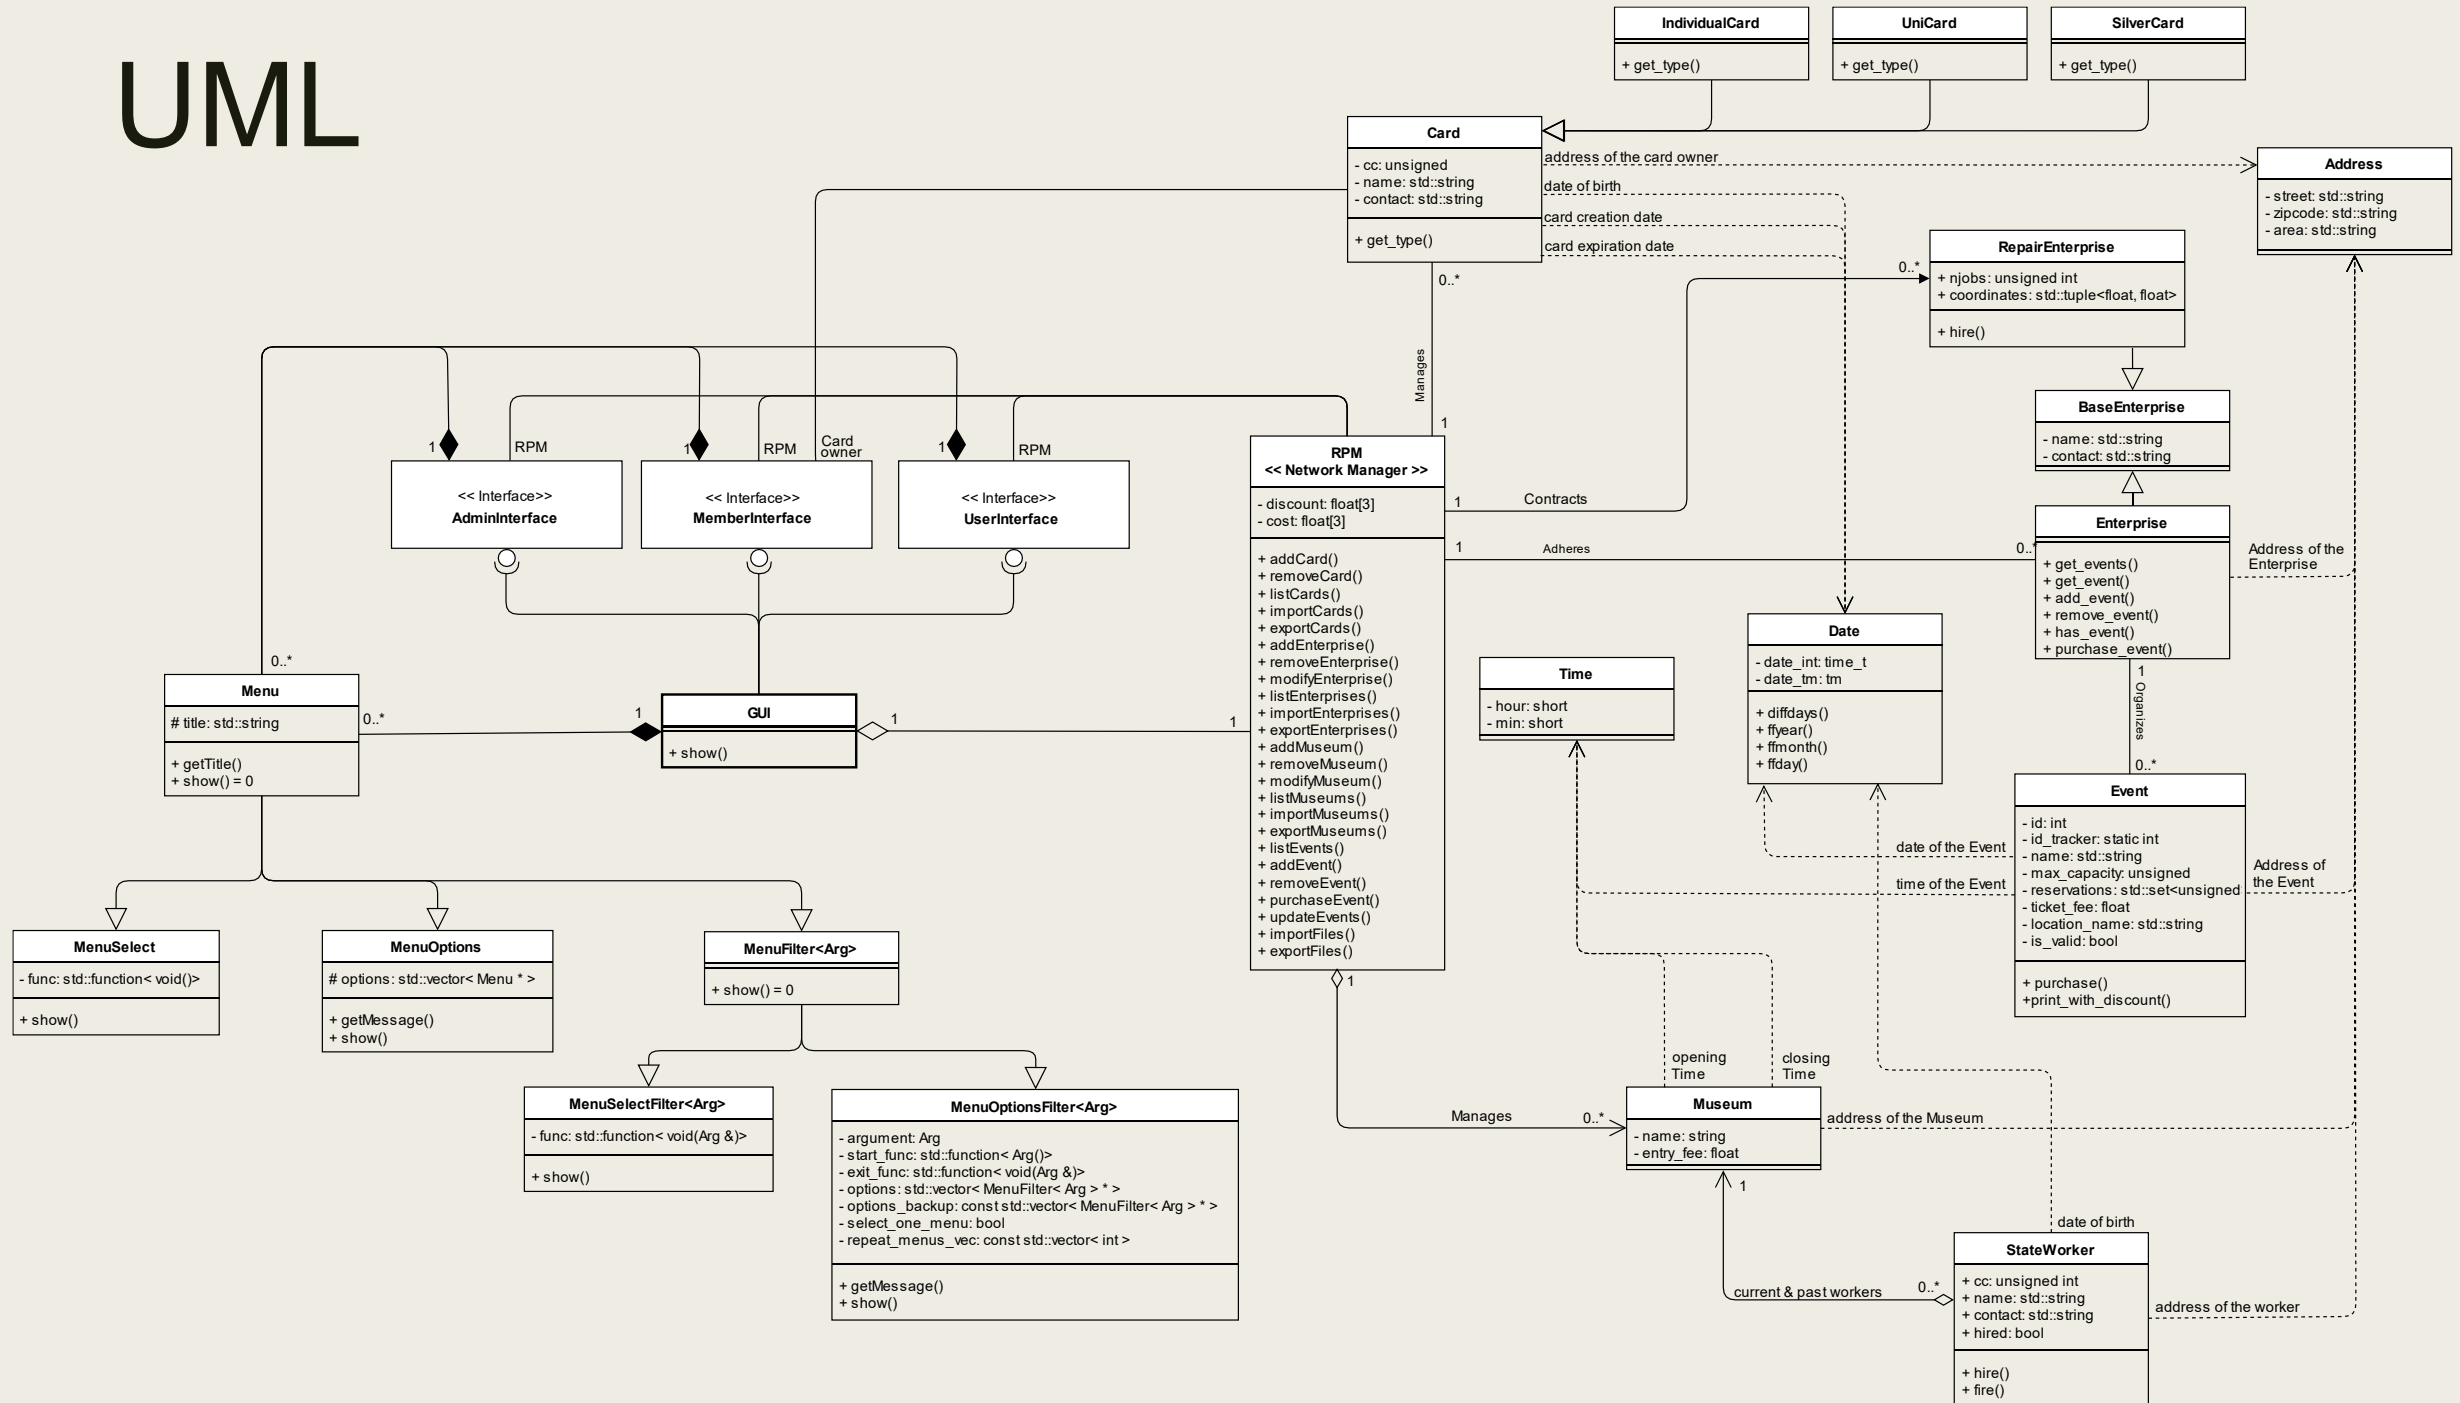 UML
IndividualCard
+ get_type()
UniCard
+ get_type()
SilverCard
+ get_type()
Card
- cc: unsigned
- name: std::string
- contact: std::string
+ get_type()
address of the card owner
date of birth
card creation date
card expiration date
Address
- street: std::string
- zipcode: std::string
- area: std::string
0..*
Manages
1
RepairEnterprise
+ njobs: unsigned int
+ coordinates: std::tuple<float, float>
+ hire()
0..*
BaseEnterprise
- name: std::string
- contact: std::string
1
RPM
<< Interface>>
AdminInterface
1
RPM
Card
owner
<< Interface>>
MemberInterface
1
RPM
<< Interface>>
UserInterface
RPM
<< Network Manager >>
- discount: float[3]
- cost: float[3]
+ addCard()
+ removeCard()
+ listCards()
+ importCards()
+ exportCards()
+ addEnterprise()
+ removeEnterprise()
+ modifyEnterprise()
+ listEnterprises()
+ importEnterprises()
+ exportEnterprises()
+ addMuseum()
+ removeMuseum()
+ modifyMuseum()
+ listMuseums()
+ importMuseums()
+ exportMuseums()
+ listEvents()
+ addEvent()
+ removeEvent()
+ purchaseEvent()
+ updateEvents()
+ importFiles()
+ exportFiles()
1
Contracts
1
Adheres
0..*
Enterprise
+ get_events()
+ get_event()
+ add_event()
+ remove_event()
+ has_event()
+ purchase_event()
Address of the
Enterprise
1
Organizes
0..*
Time
- hour: short
- min: short
Date
- date_int: time_t
- date_tm: tm
+ diffdays()
+ ffyear()
+ ffmonth()
+ ffday()
0..*
Menu
# title: std::string
+ getTitle()
+ show() = 0
0..*
1
GUI
+ show()
1
1
Event
- id: int
- id_tracker: static int
- name: std::string
- max_capacity: unsigned
- reservations: std::set<unsigned
- ticket_fee: float
- location_name: std::string
- is_valid: bool
+ purchase()
+print_with_discount()
date of the Event
time of the Event
Address of
the Event
MenuSelect
- func: std::function< void()>
+ show()
MenuOptions
# options: std::vector< Menu * >
+ getMessage()
+ show()
MenuFilter<Arg>
+ show() = 0
MenuSelectFilter<Arg>
- func: std::function< void(Arg &)>
+ show()
MenuOptionsFilter<Arg>
- argument: Arg
- start_func: std::function< Arg()>
- exit_func: std::function< void(Arg &)>
- options: std::vector< MenuFilter< Arg > * >
- options_backup: const std::vector< MenuFilter< Arg > * >
- select_one_menu: bool
- repeat_menus_vec: const std::vector< int >
+ getMessage()
+ show()
1
Manages
0..*
opening
Time
closing
Time
Museum
- name: string
- entry_fee: float
address of the Museum
1
current & past workers
0..*
date of birth
StateWorker
+ cc: unsigned int
+ name: std::string
+ contact: std::string
+ hired: bool
+ hire()
+ fire()
address of the worker